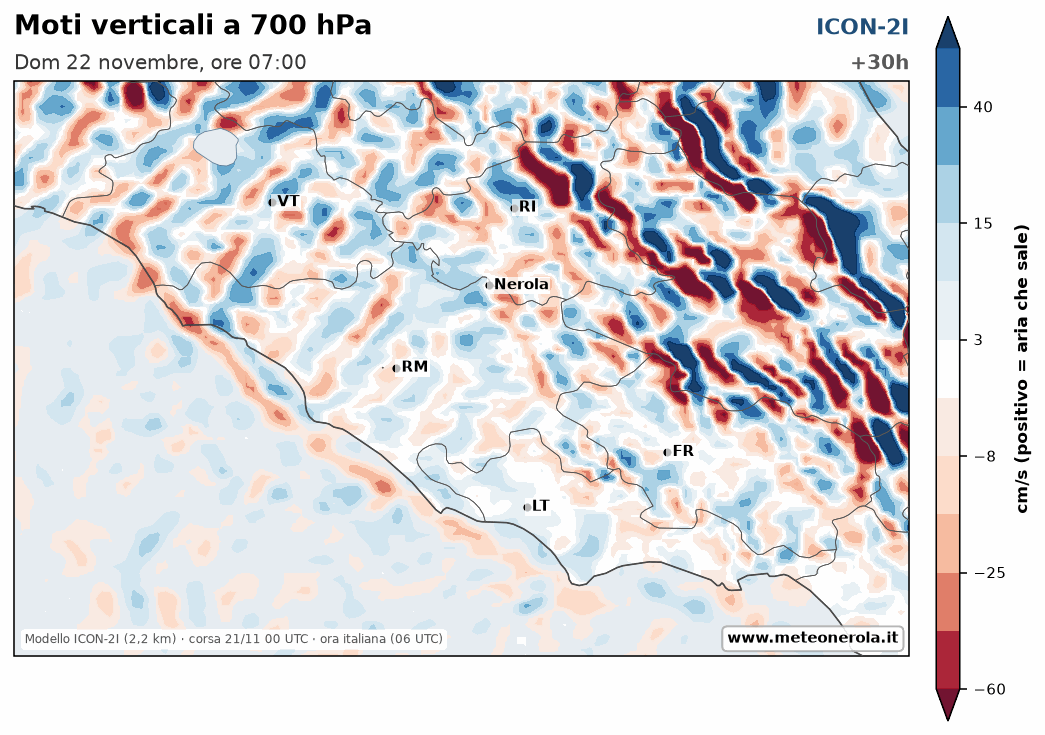 Moti verticali a 700 hPa
ICON-2I
Dom 22 novembre, ore 07:00
+30h
VT
RI
Nerola
RM
FR
LT
40
15
3
−8
−25
−60
cm/s (positivo = aria che sale)
Modello ICON-2I (2,2 km) · corsa 21/11 00 UTC · ora italiana (06 UTC)
www.meteonerola.it